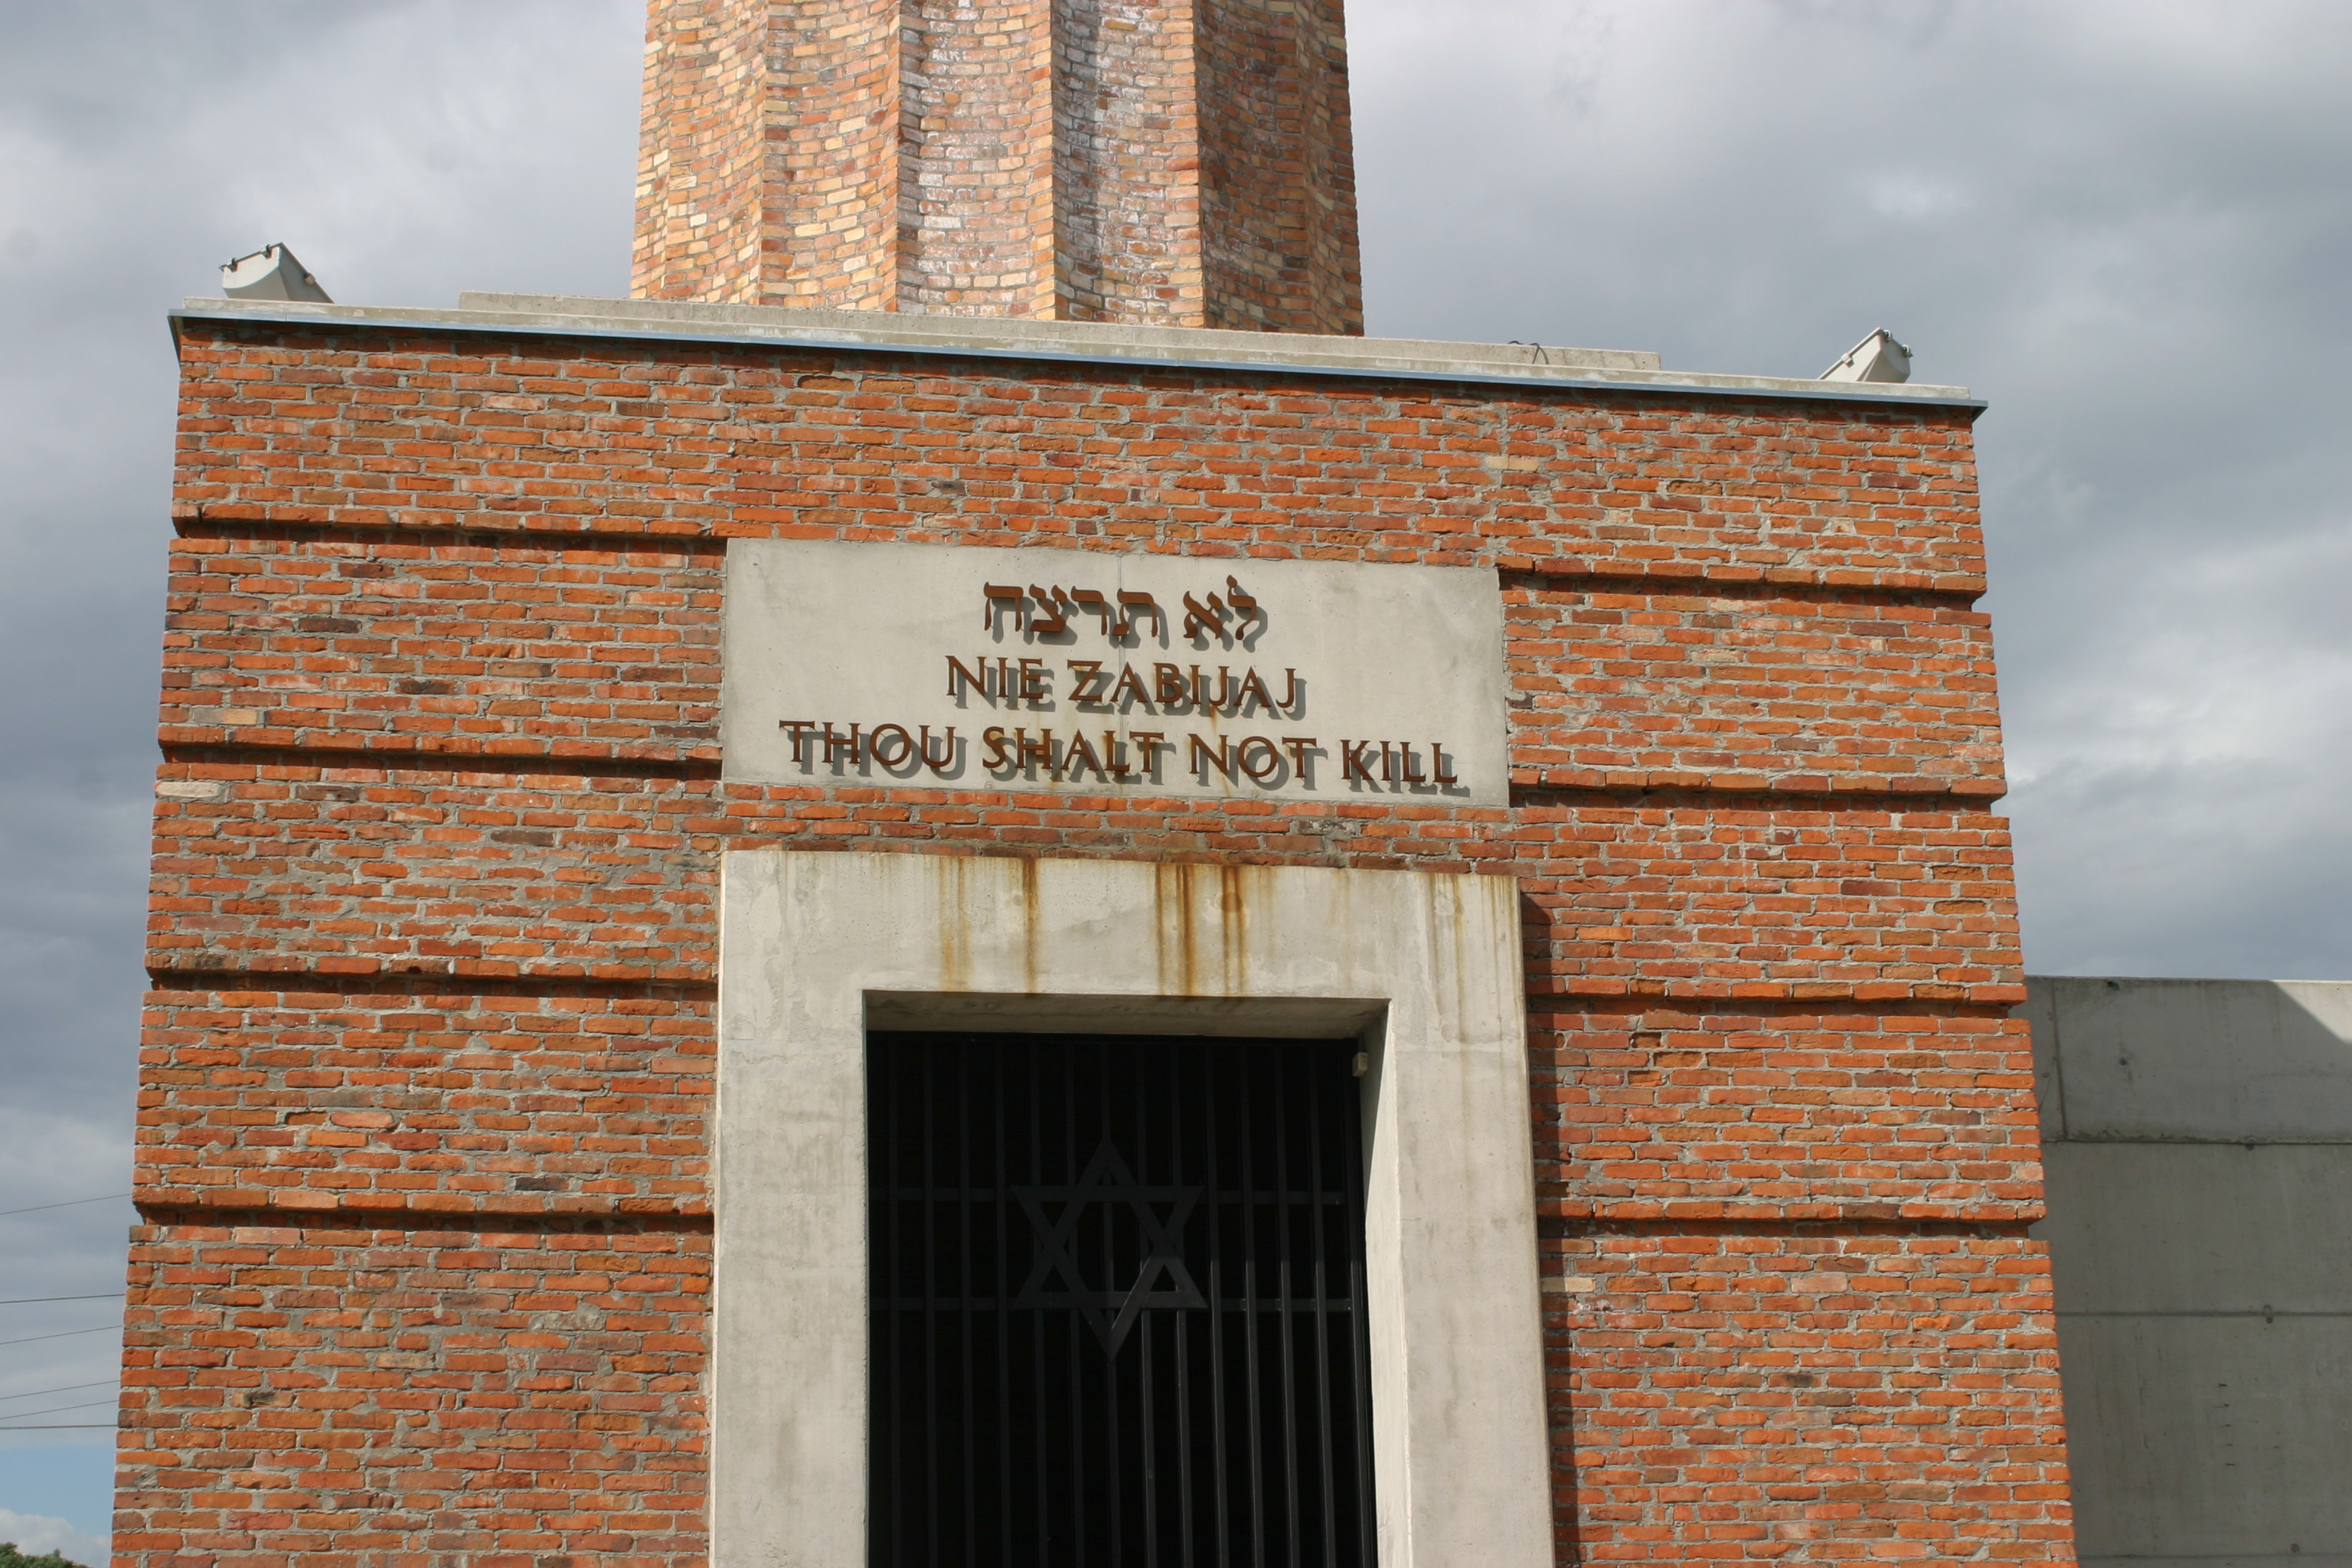 לא תרצח
NIE ZABIJAJ
THOU SHALT NOT KILL